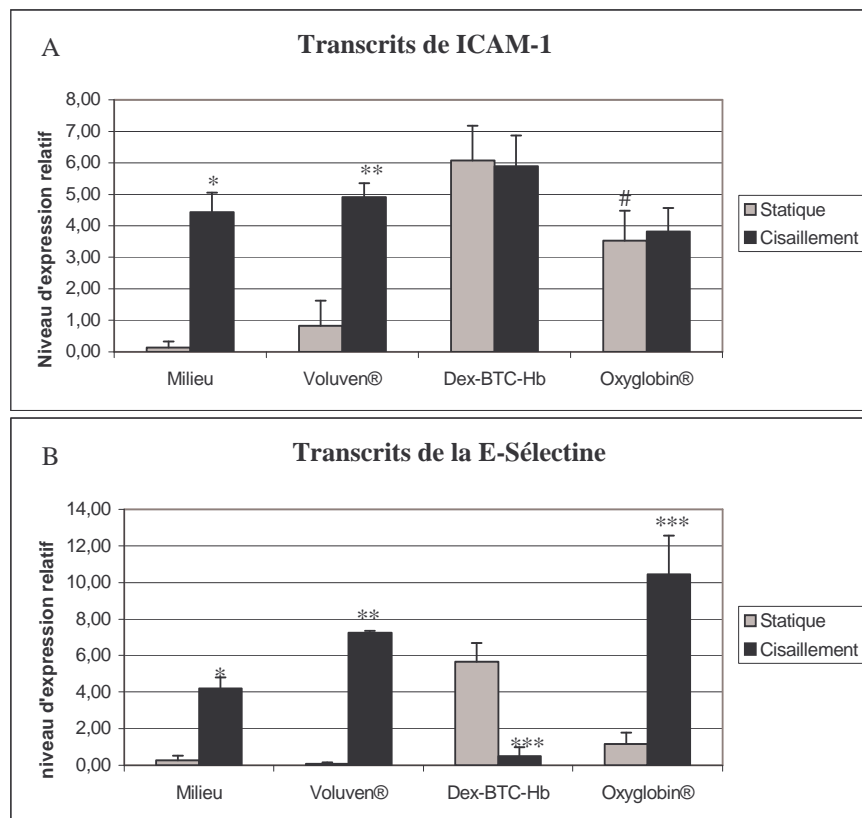 A
Transcrits de ICAM-1
Niveau d'expression relatif
8,00
7,00
6,00
5,00
4,00
3,00
2,00
1,00
0,00
*
**
#
Milieu
Voluven®
Dex-BTC-Hb
Oxyglobin®
Statique
Cisaillement
B
Transcrits de la E-Sélectine
niveau d'expression relatif
14,00
12,00
10,00
8,00
6,00
4,00
2,00
0,00
*
**
***
***
Milieu
Voluven®
Dex-BTC-Hb
Oxyglobin®
Statique
Cisaillement